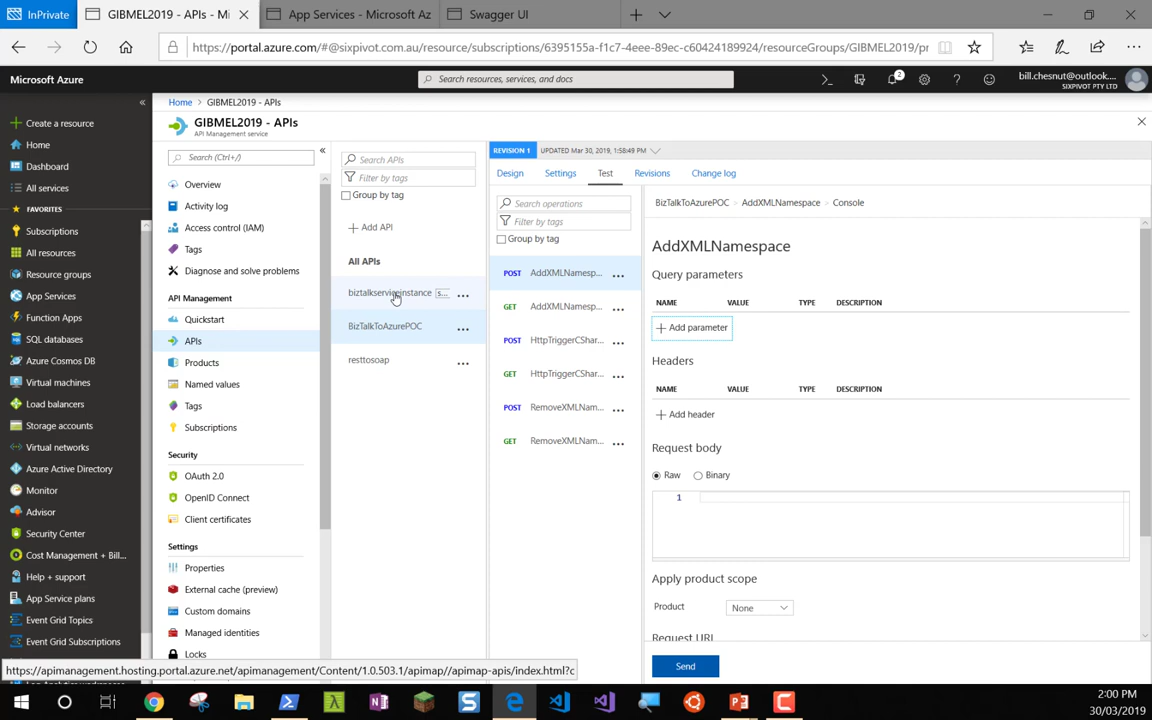 InPrivate
GIBMEL2019 - APIs - Mi
App Services - Microsoft Az
Swagger UI
https://portal.azure.com/#@sixpivot.com.au/resource/subscriptions/6395155a-f1c7-4eee-89ec-c60424189924/resourceGroups/GIBMEL2019/pr
Microsoft Azure
Search resources, services, and docs
2
bill.chesnut@outlook....
SIXPIVOT PTY LTD
Create a resource
Home
Dashboard
All services
FAVORITES
Subscriptions
All resources
Resource groups
App Services
Function Apps
SQL databases
Azure Cosmos DB
Virtual machines
Load balancers
Storage accounts
Virtual networks
Azure Active Directory
Monitor
Advisor
Security Center
Cost Management + Bill...
Help + support
App Service plans
Event Grid Topics
Event Grid Subscriptions
Home > GIBMEL2019 - APIs
GIBMEL2019 - APIs
API Management service
Search (Ctrl+/)
Overview
Activity log
Access control (IAM)
Tags
Diagnose and solve problems
API Management
Quickstart
APIs
Products
Named values
Tags
Subscriptions
Security
OAuth 2.0
OpenID Connect
Client certificates
Settings
Properties
External cache (preview)
Custom domains
Managed identities
Locks
Search APIs
Filter by tags
Group by tag
Add API
All APIs
biztalkserviceinstance s...
BizTalkToAzurePOC
resttosoap
REVISION 1 UPDATED Mar 30, 2019, 1:58:49 PM
Design Settings Test Revisions Change log
Search operations
Filter by tags
Group by tag
POST AddXMLNamesp...
GET AddXMLNamesp...
POST HttpTriggerCShar...
GET HttpTriggerCShar...
POST RemoveXMLNam...
GET RemoveXMLNam...
BizTalkToAzurePOC > AddXMLNamespace > Console
AddXMLNamespace
Query parameters
NAME VALUE TYPE DESCRIPTION
Add parameter
Headers
NAME VALUE TYPE DESCRIPTION
Add header
Request body
Raw Binary
1
Apply product scope
Product None
Request URL
Send
https://apimanagement.hosting.portal.azure.net/apimanagement/Content/1.0.503.1/apimap//apimap-apis/index.html?c
2:00 PM
30/03/2019